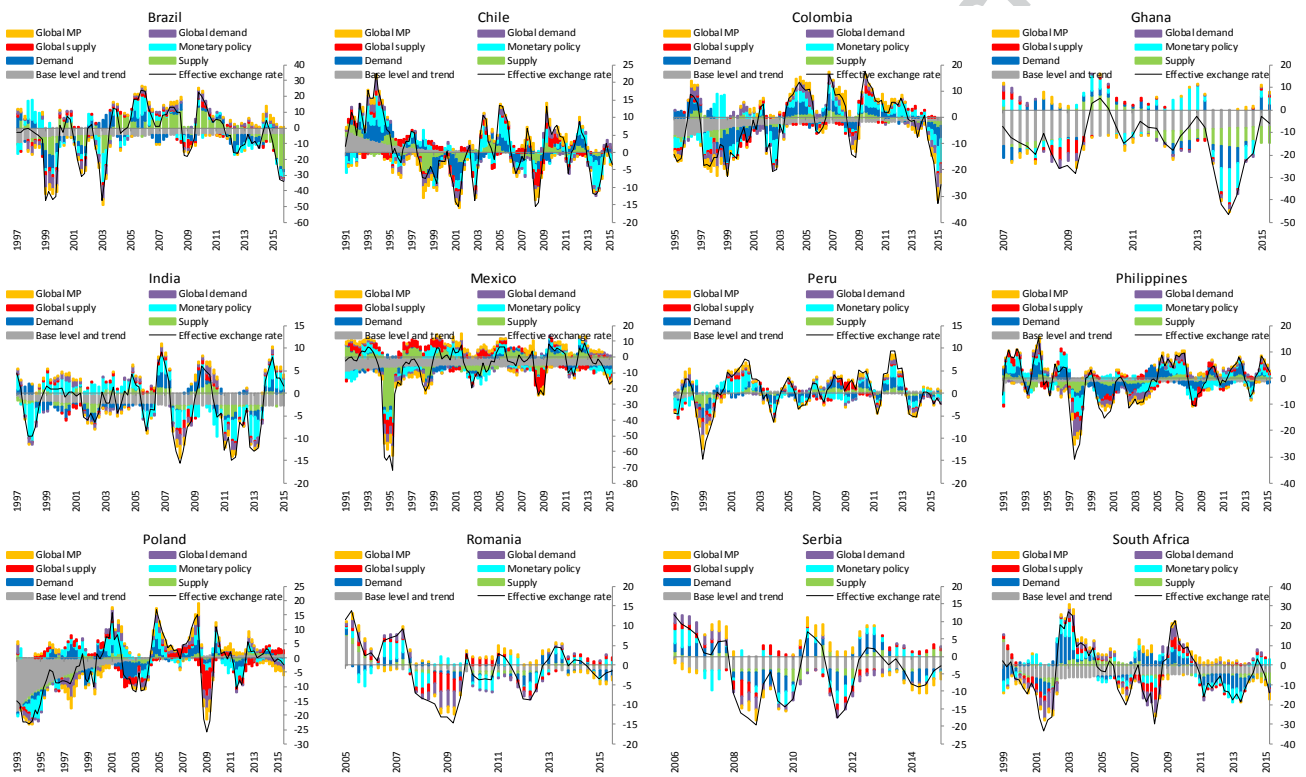 Brazil
Global MP Global demand
Global supply Monetary policy
Demand Supply
Base level and trend Effective exchange rate
40
30
20
10
0
-10
-20
-30
-40
-50
-60
1997 1999 2001 2003 2005 2007 2009 2011 2013 2015
Chile
Global MP Global demand
Global supply Monetary policy
Demand Supply
Base level and trend Effective exchange rate
25
20
15
10
5
0
-5
-10
-15
-20
1991 1992 1993 1995 1997 1998 1999 2001 2003 2004 2005 2007 2009 2010 2011 2013 2015
Colombia
Global MP Global demand
Global supply Monetary policy
Demand Supply
Base level and trend Effective exchange rate
20
10
0
-10
-20
-30
-40
1995 1997 1999 2001 2003 2005 2007 2009 2011 2013 2015
Ghana
Global MP Global demand
Global supply Monetary policy
Demand Supply
Base level and trend Effective exchange rate
20
10
0
-10
-20
-30
-40
-50
2007 2009 2011 2013 2015
India
Global MP Global demand
Global supply Monetary policy
Demand Supply
Base level and trend Effective exchange rate
15
10
5
0
-5
-10
-15
-20
1997 1999 2001 2003 2005 2007 2009 2011 2013 2015
Mexico
Global MP Global demand
Global supply Monetary policy
Demand Supply
Base level and trend Effective exchange rate
20
10
0
-10
-20
-30
-40
-50
-60
-70
-80
1991 1993 1995 1997 1999 2001 2003 2005 2007 2009 2011 2013 2015
Peru
Global MP Global demand
Global supply Monetary policy
Demand Supply
Base level and trend Effective exchange rate
15
10
5
0
-5
-10
-15
-20
1997 1999 2001 2003 2005 2007 2009 2011 2013 2015
Philippines
Global MP Global demand
Global supply Monetary policy
Demand Supply
Base level and trend Effective exchange rate
20
10
0
-10
-20
-30
-40
1991 1993 1995 1997 1999 2001 2003 2005 2007 2009 2011 2013 2015
Poland
Global MP Global demand
Global supply Monetary policy
Demand Supply
Base level and trend Effective exchange rate
25
20
15
10
5
0
-5
-10
-15
-20
-25
-30
1993 1995 1997 1999 2001 2003 2005 2007 2009 2011 2013 2015
Romania
Global MP Global demand
Global supply Monetary policy
Demand Supply
Base level and trend Effective exchange rate
20
15
10
5
0
-5
-10
-15
-20
2005 2007 2009 2011 2013 2015
Serbia
Global MP Global demand
Global supply Monetary policy
Demand Supply
Base level and trend Effective exchange rate
20
15
10
5
0
-5
-10
-15
-20
-25
2006 2008 2010 2012 2014
South Africa
Global MP Global demand
Global supply Monetary policy
Demand Supply
Base level and trend Effective exchange rate
40
30
20
10
0
-10
-20
-30
-40
1999 2001 2003 2005 2007 2009 2011 2013 2015